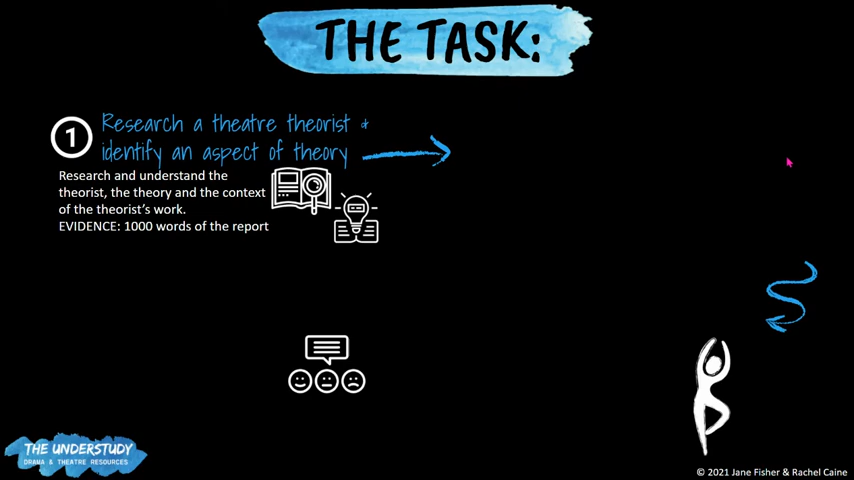 THE TASK:
1
Research a theatre theorist &
identify an aspect of theory
Research and understand the
theorist, the theory and the context
of the theorist's work.
EVIDENCE: 1000 words of the report
THE UNDERSTUDY
DRAMA & THEATRE RESOURCES
© 2021 Jane Fisher & Rachel Caine